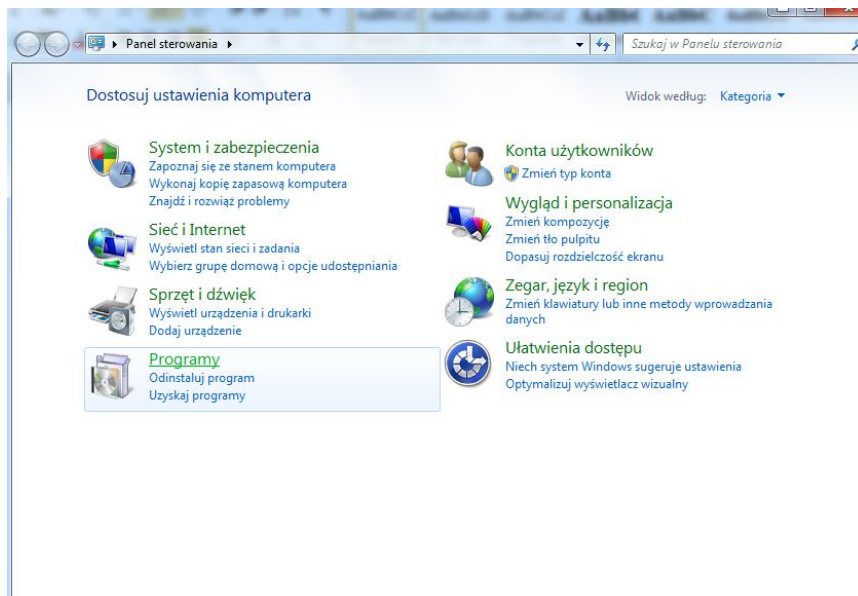 Panel sterowania
Szukaj w Panelu sterowania
Dostosuj ustawienia komputera
Widok według: Kategoria
System i zabezpieczenia
Zapoznaj się ze stanem komputera
Wykonaj kopię zapasową komputera
Znajdź i rozwiąż problemy
Sieć i Internet
Wyświetl stan sieci i zadania
Wybierz grupę domową i opcje udostępniania
Sprzęt i dźwięk
Wyświetl urządzenia i drukarki
Dodaj urządzenie
Programy
Odinstaluj program
Uzyskaj programy
Konta użytkowników
Zmień typ konta
Wygląd i personalizacja
Zmień kompozycję
Zmień tło pulpitu
Dopasuj rozdzielczość ekranu
Zegar, język i region
Zmień klawiatury lub inne metody wprowadzania
danych
Ułatwienia dostępu
Niech system Windows sugeruje ustawienia
Optymalizuj wyświetlacz wizualny